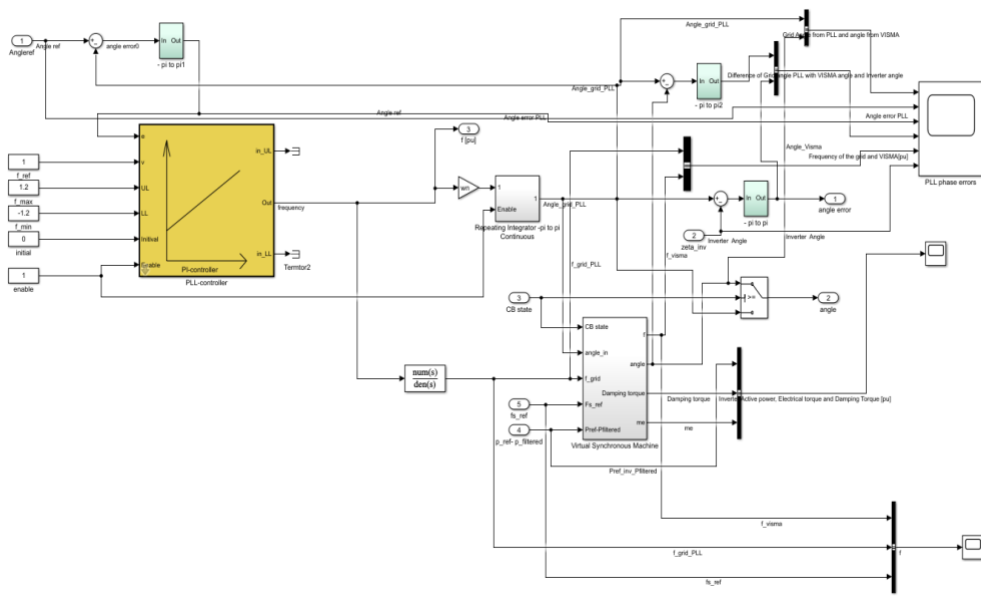 Angle_grid_PLL
Grid Angle from PLL and angle from VISMA
1
Angleref
Angle ref
angle error0
In Out
- pi to pi1
In Out
- pi to pi2
Difference of Grid angle PLL with VISMA angle and Inverter angle
Angle_grid_PLL
Angle ref
Angle error PLL
Angle error PLL
3
f [pu]
Angle_Visma
Frequency of the grid and VISMA[pu]
PLL phase errors
e
in_UL
1
f_ref
v
1.2
f_max
UL
-1.2
f_min
LL
0
initial
Initival
1
enable
Enable
Out
frequency
in_LL
Termtor2
PI-controller
PLL-controller
wn
1
Enable
1
Repeating Integrator -pi to pi
Continuous
Angle_grid_PLL
In Out
- pi to pi
1
angle error
2
zeta_inv
Inverter Angle
Inverter Angle
f_visma
f_grid_PLL
3
CB state
>=
2
angle
CB state
angle_in
f_grid
Fs_ref
Pref-Pfiltered
f
angle
Damping torque
me
Virtual Synchronous Machine
num(s)
den(s)
5
fs_ref
4
p_ref- p_filtered
Damping torque
Inverter Active power, Electrical torque and Damping Torque [pu]
me
Pref_inv_Pfiltered
f_visma
f_grid_PLL
f
fs_ref